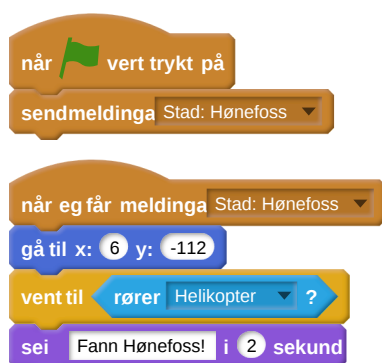 når vert trykt på
sendmeldinga Stad: Hønefoss
når eg får meldinga Stad: Hønefoss
gå til x: 6 y: -112
vent til rører Helikopter ?
sei Fann Hønefoss! i 2 sekund